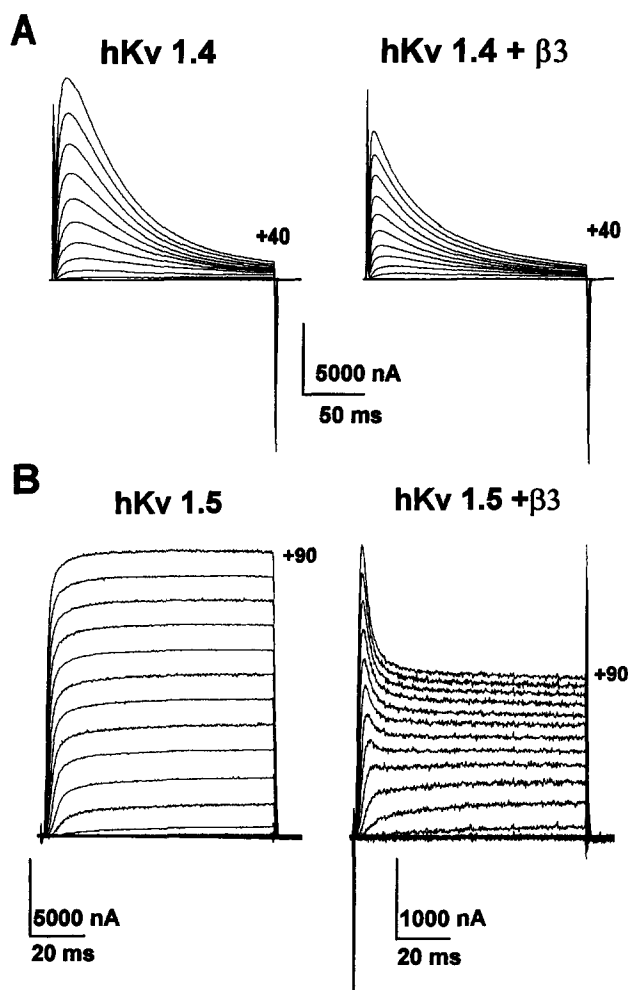 A
hKv 1.4
hKv 1.4 + β3
+40
+40
5000 nA
50 ms
B
hKv 1.5
hKv 1.5 +β3
+90
+90
5000 nA
20 ms
1000 nA
20 ms